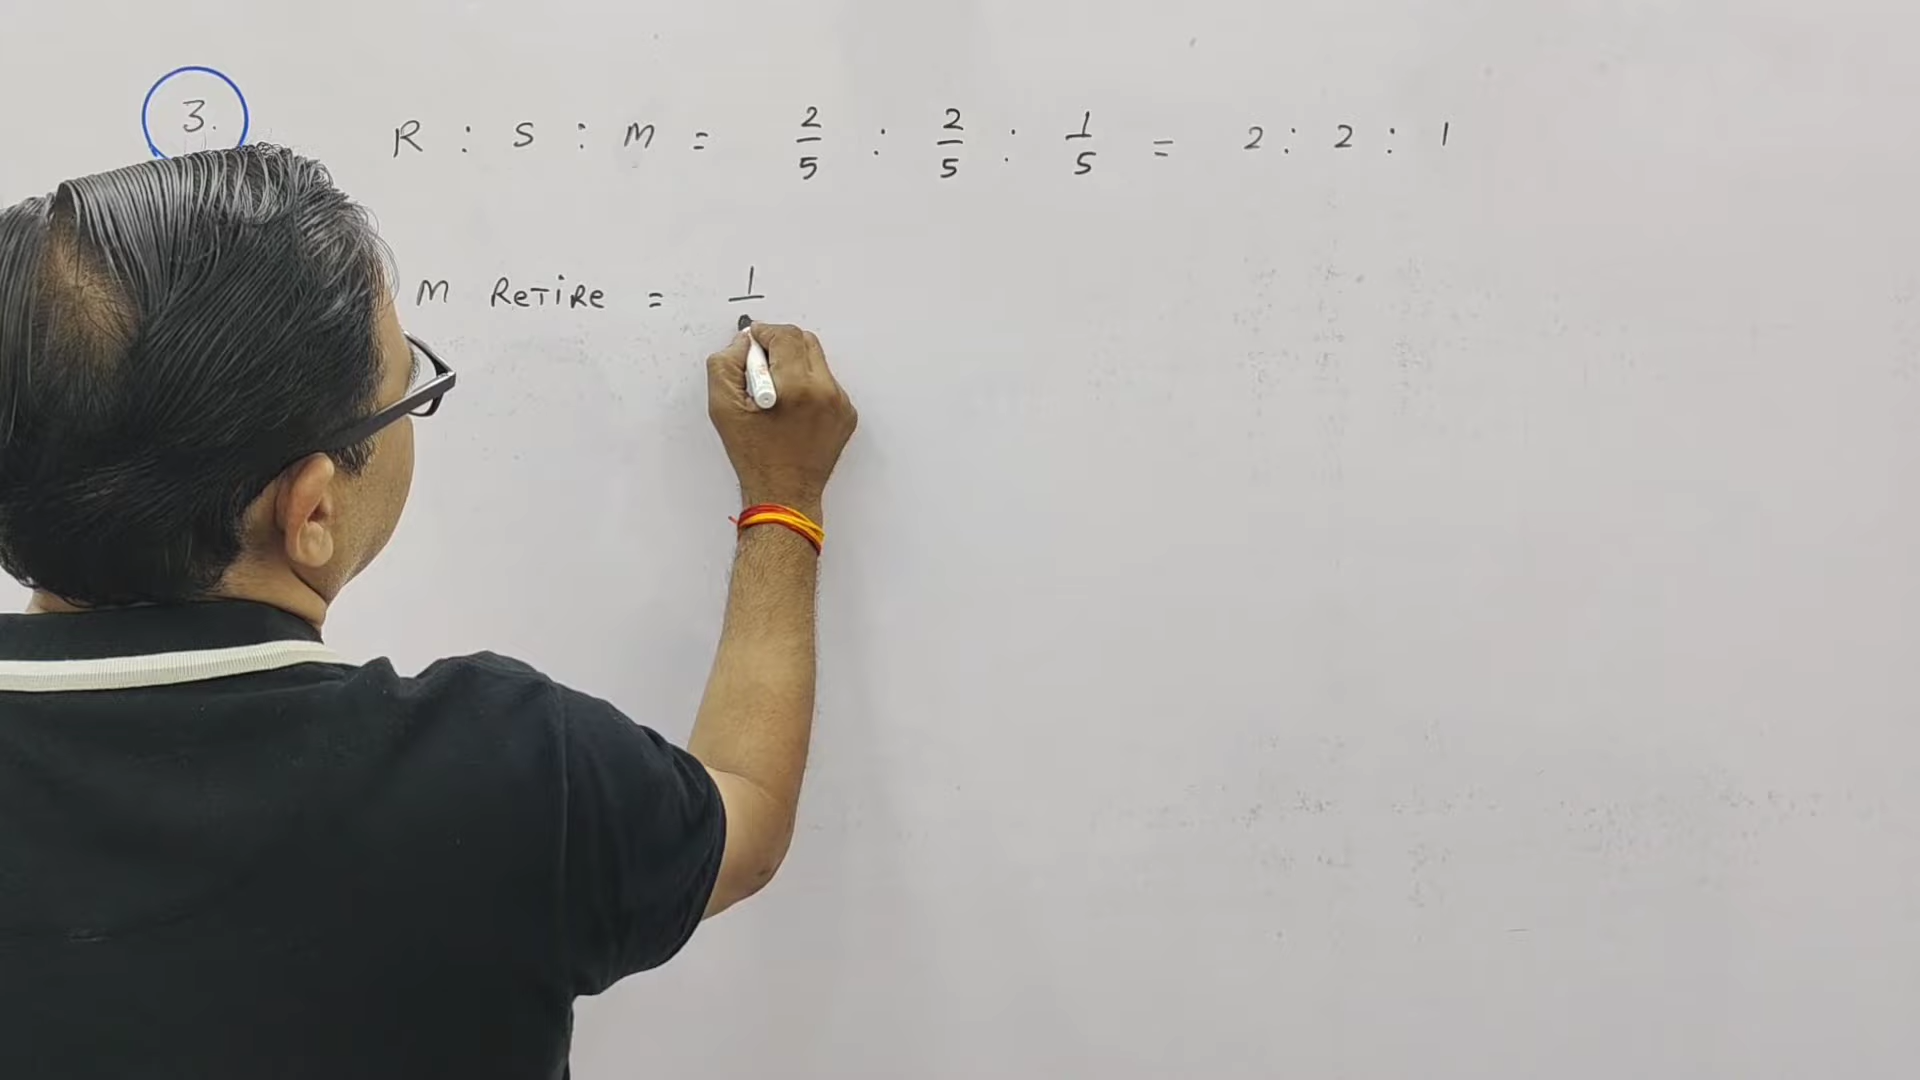 3.
R : S : M = 2/5 : 2/5 : 1/5 = 2 : 2 : 1
M RETIRE = 1/